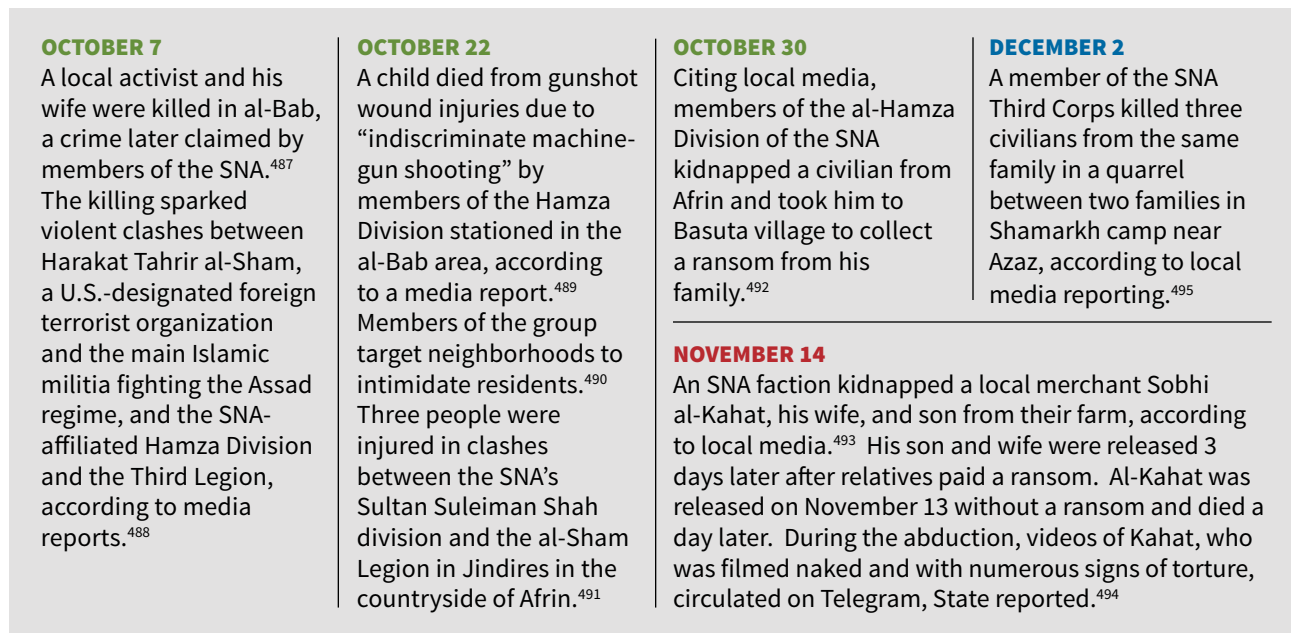 OCTOBER 7
A local activist and his
wife were killed in al-Bab,
a crime later claimed by
members of the SNA.487
The killing sparked
violent clashes between
Harakat Tahrir al-Sham,
a U.S.-designated foreign
terrorist organization
and the main Islamic
militia fighting the Assad
regime, and the SNA-
affiliated Hamza Division
and the Third Legion,
according to media
reports.488
OCTOBER 22
A child died from gunshot
wound injuries due to
“indiscriminate machine-
gun shooting” by
members of the Hamza
Division stationed in the
al-Bab area, according
to a media report.489
Members of the group
target neighborhoods to
intimidate residents.490
Three people were
injured in clashes
between the SNA’s
Sultan Suleiman Shah
division and the al-Sham
Legion in Jindires in the
countryside of Afrin.491
OCTOBER 30
Citing local media,
members of the al-Hamza
Division of the SNA
kidnapped a civilian from
Afrin and took him to
Basuta village to collect
a ransom from his
family.492
DECEMBER 2
A member of the SNA
Third Corps killed three
civilians from the same
family in a quarrel
between two families in
Shamarkh camp near
Azaz, according to local
media reporting.495
NOVEMBER 14
An SNA faction kidnapped a local merchant Sobhi
al-Kahat, his wife, and son from their farm, according
to local media.493 His son and wife were released 3
days later after relatives paid a ransom. Al-Kahat was
released on November 13 without a ransom and died a
day later. During the abduction, videos of Kahat, who
was filmed naked and with numerous signs of torture,
circulated on Telegram, State reported.494